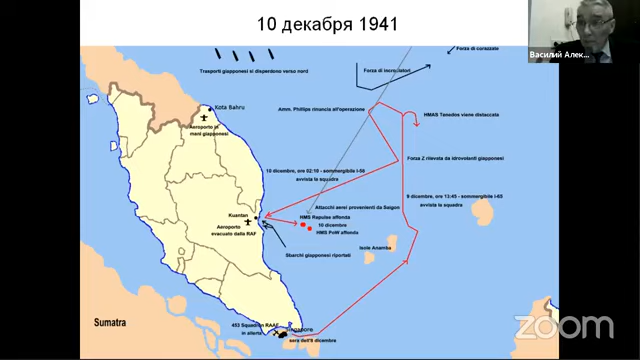 10 декабря 1941
Василий Алек...
Forza di corazzate
Trasporti giapponesi si disperdono verso nord
Forza di incrociatori
Kota Bahru
Amm. Phillips rinuncia all'operazione
HMAS Tenedos viene distaccata
Aeroporto in
mani giapponesi
Forza Z rilevata da idrovolanti giapponesi
10 dicembre, ore 02:10 - sommergibile I-58
avvista la squadra
9 dicembre, ore 13:45 - sommergibile I-65
avvista la squadra
Attacchi aerei provenienti da Saigon
Kuantan
HMS Repulse affonda
10 dicembre
HMS PoW affonda
Aeroporto
evacuato dalla RAF
Isole Anamba
Sbarchi giapponesi riportati
Sumatra
453 Squadron RAAF
in allerta
Singapore
sera dell'8 dicembre
zoom